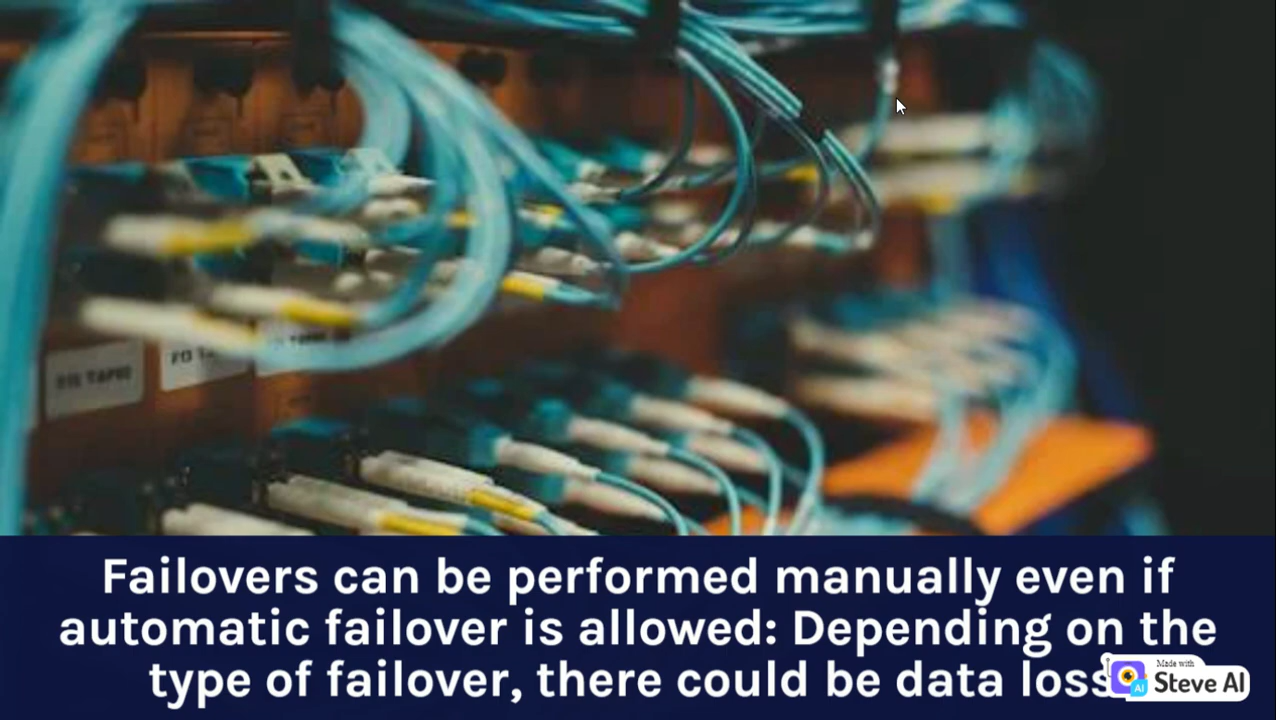 Failovers can be performed manually even if
automatic failover is allowed: Depending on the
type of failover, there could be data loss
Made with
Steve AI